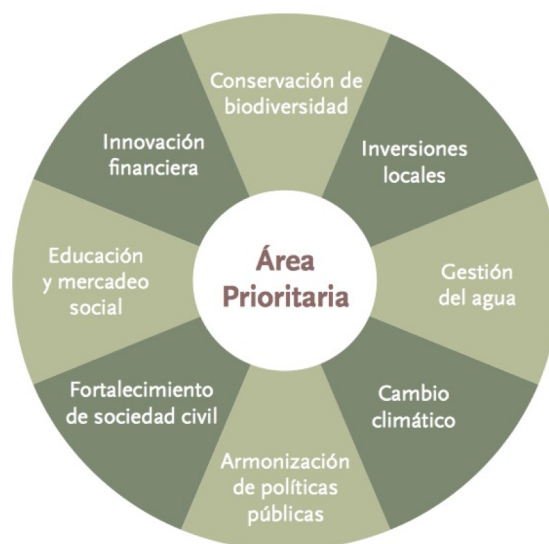 Conservación de
biodiversidad
Inversiones
locales
Gestión
del agua
Cambio
climático
Armonización
de políticas
públicas
Fortalecimiento
de sociedad civil
Educación
y mercadeo
social
Innovación
financiera
Área
Prioritaria